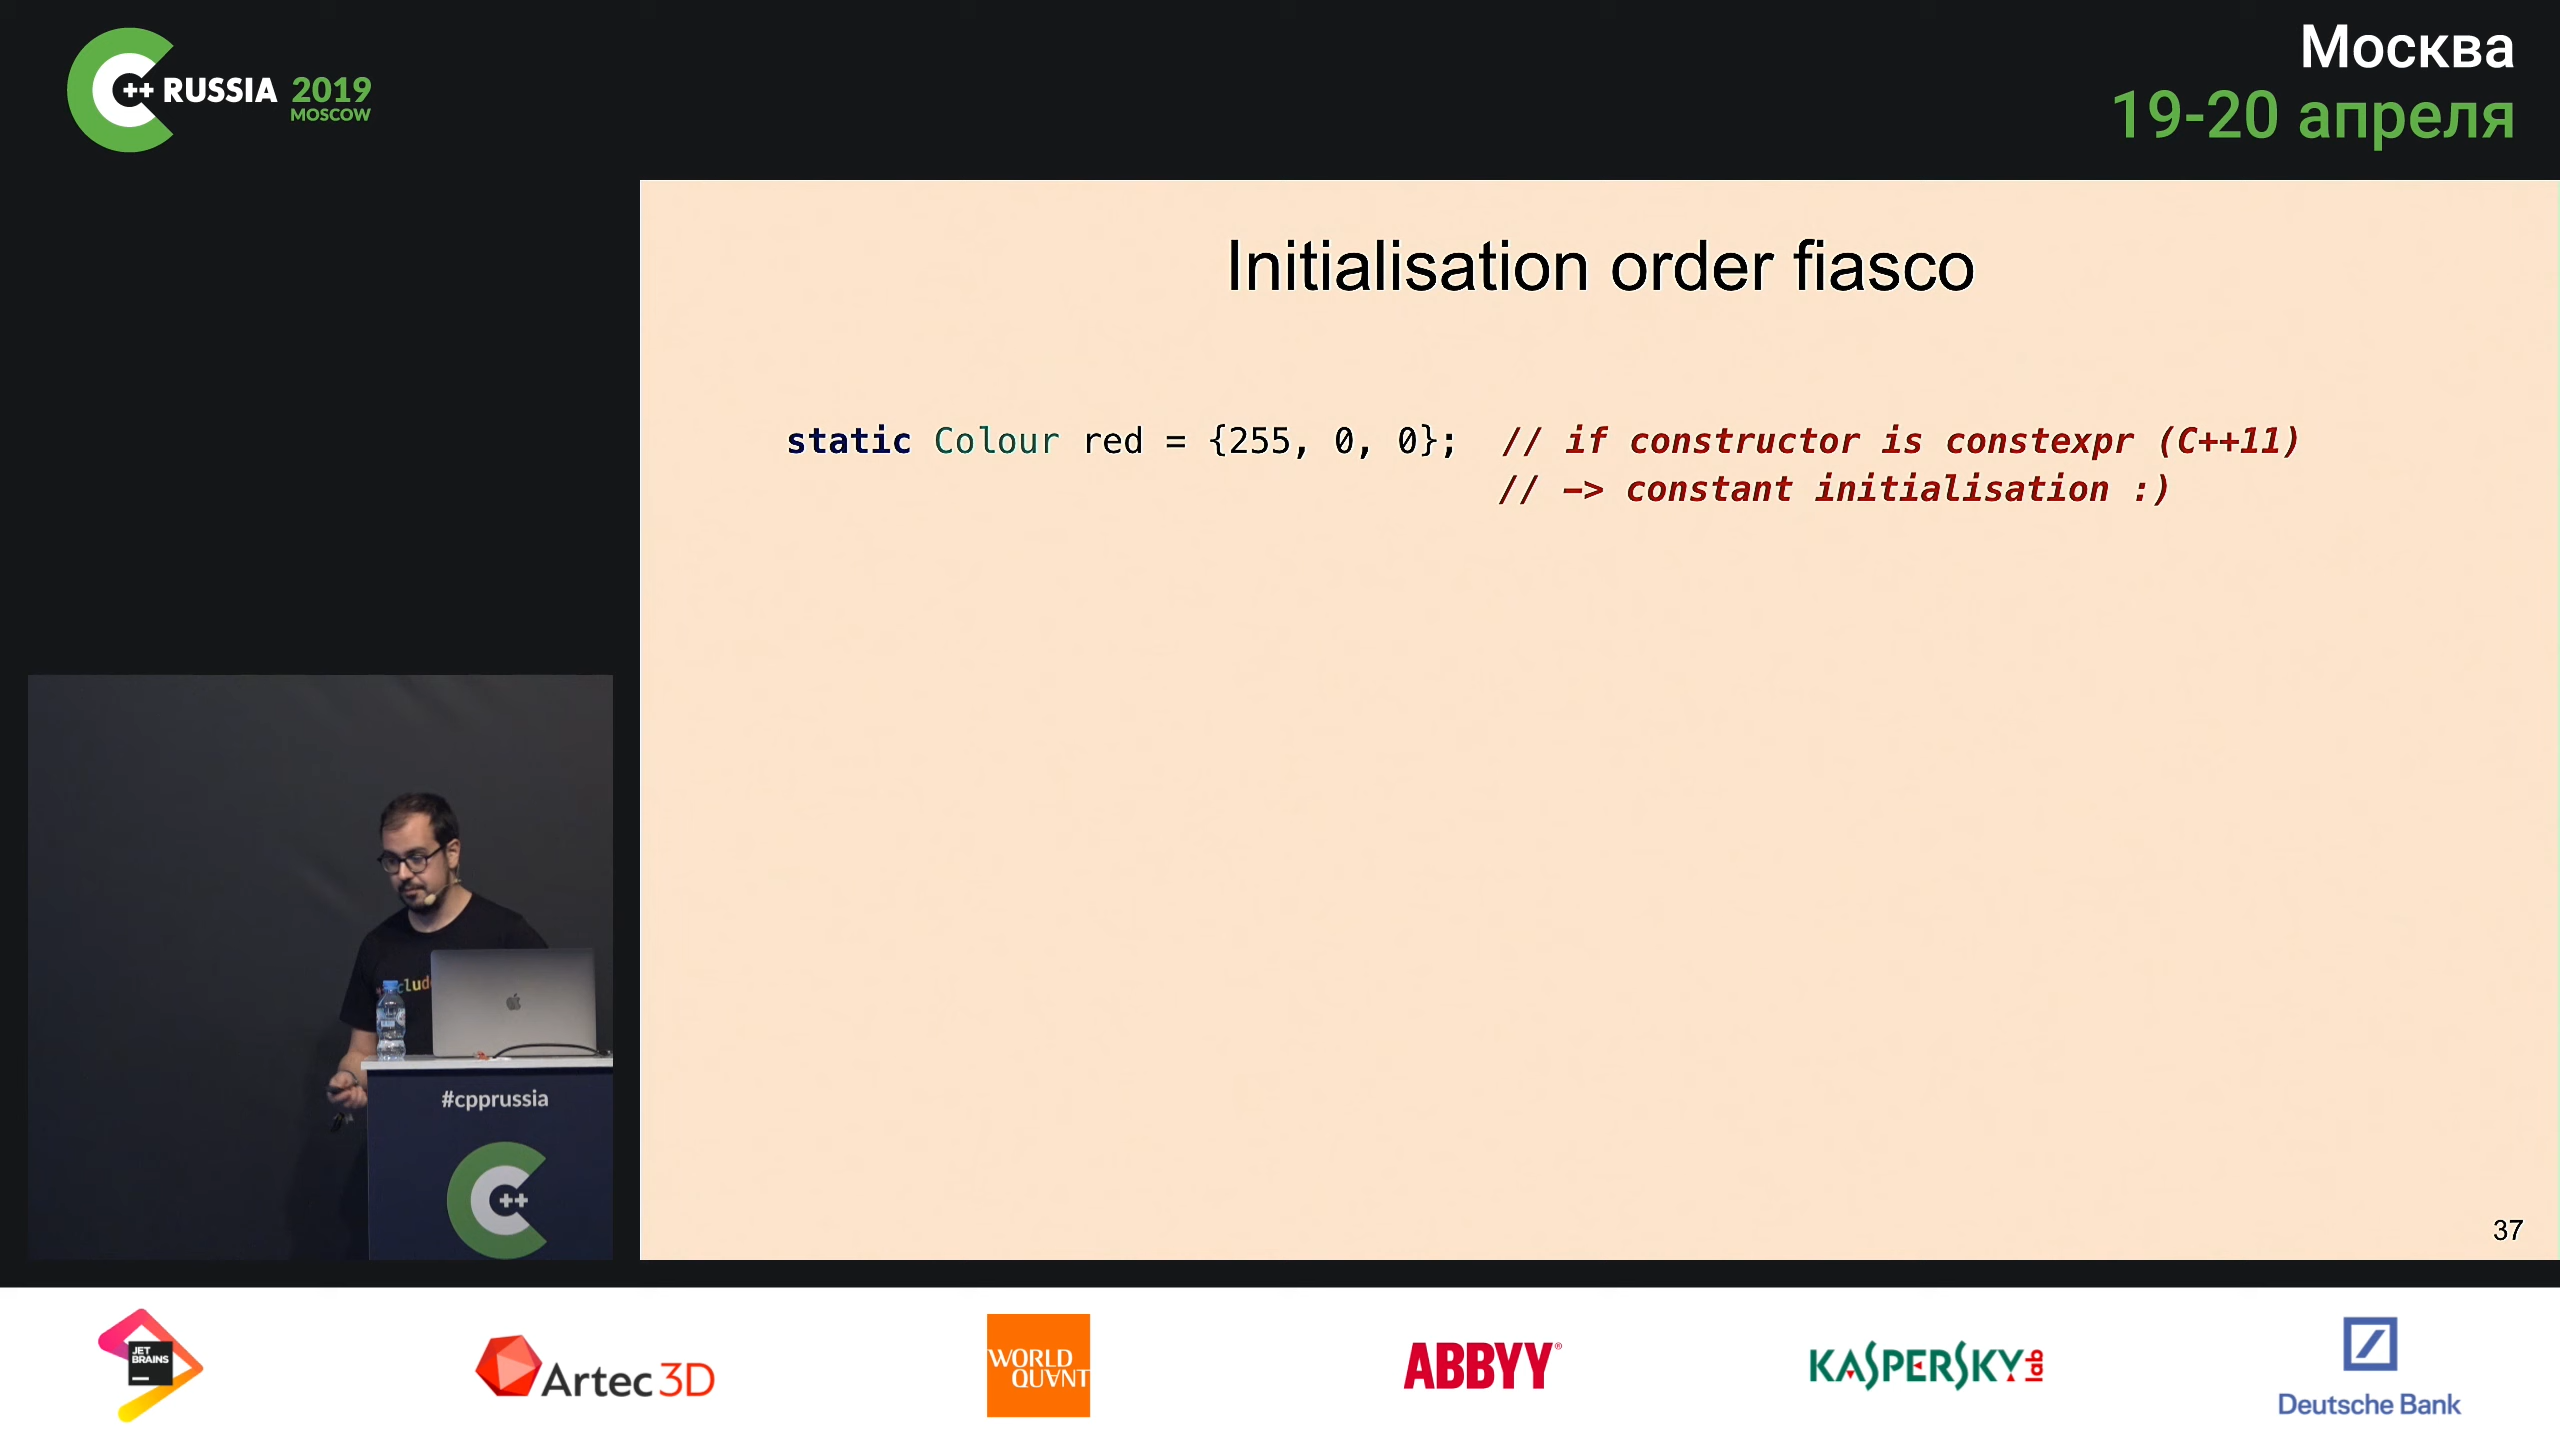 C++ RUSSIA 2019
MOSCOW
Москва
19-20 апреля
Initialisation order fiasco
static Colour red = {255, 0, 0};  // if constructor is constexpr (C++11)
// –> constant initialisation :)
37
#cpprussia
C++
JET
BRAINS
Artec 3D
WORLD
QUANT
ABBYY®
KASPERSKY lab
Deutsche Bank